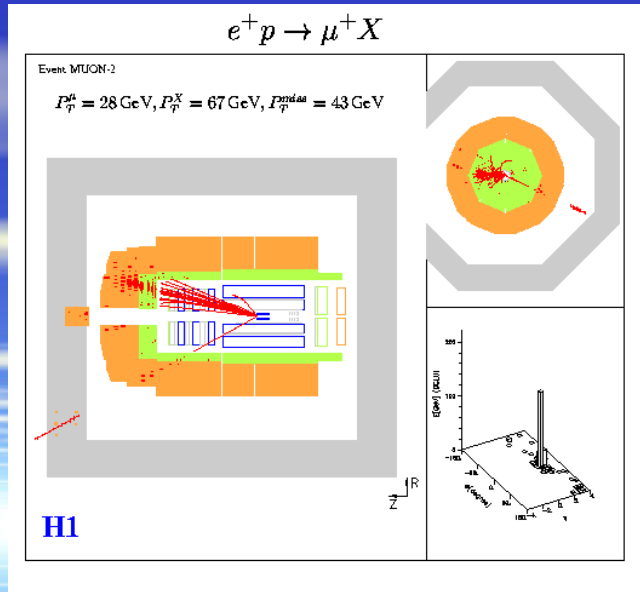 e⁺p → μ⁺X
Event MUON-2
P_T^μ = 28 GeV, P_T^X = 67 GeV, P_T^miss = 43 GeV
R
Z
H1